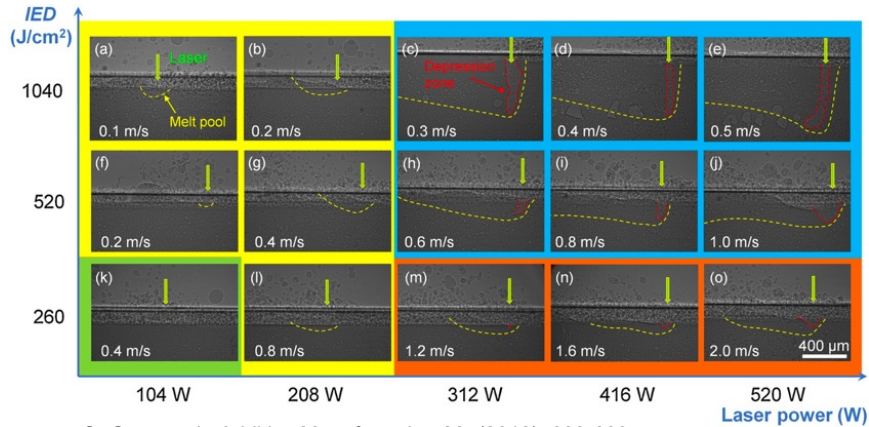 IED
(J/cm²)
1040
520
260
(a)
Laser
Melt pool
0.1 m/s
(b)
0.2 m/s
(c)
Depression
zone
0.3 m/s
(d)
0.4 m/s
(e)
0.5 m/s
(f)
0.2 m/s
(g)
0.4 m/s
(h)
0.6 m/s
(i)
0.8 m/s
(j)
1.0 m/s
(k)
0.4 m/s
(l)
0.8 m/s
(m)
1.2 m/s
(n)
1.6 m/s
(o)
2.0 m/s
400 µm
104 W
208 W
312 W
416 W
520 W
Laser power (W)